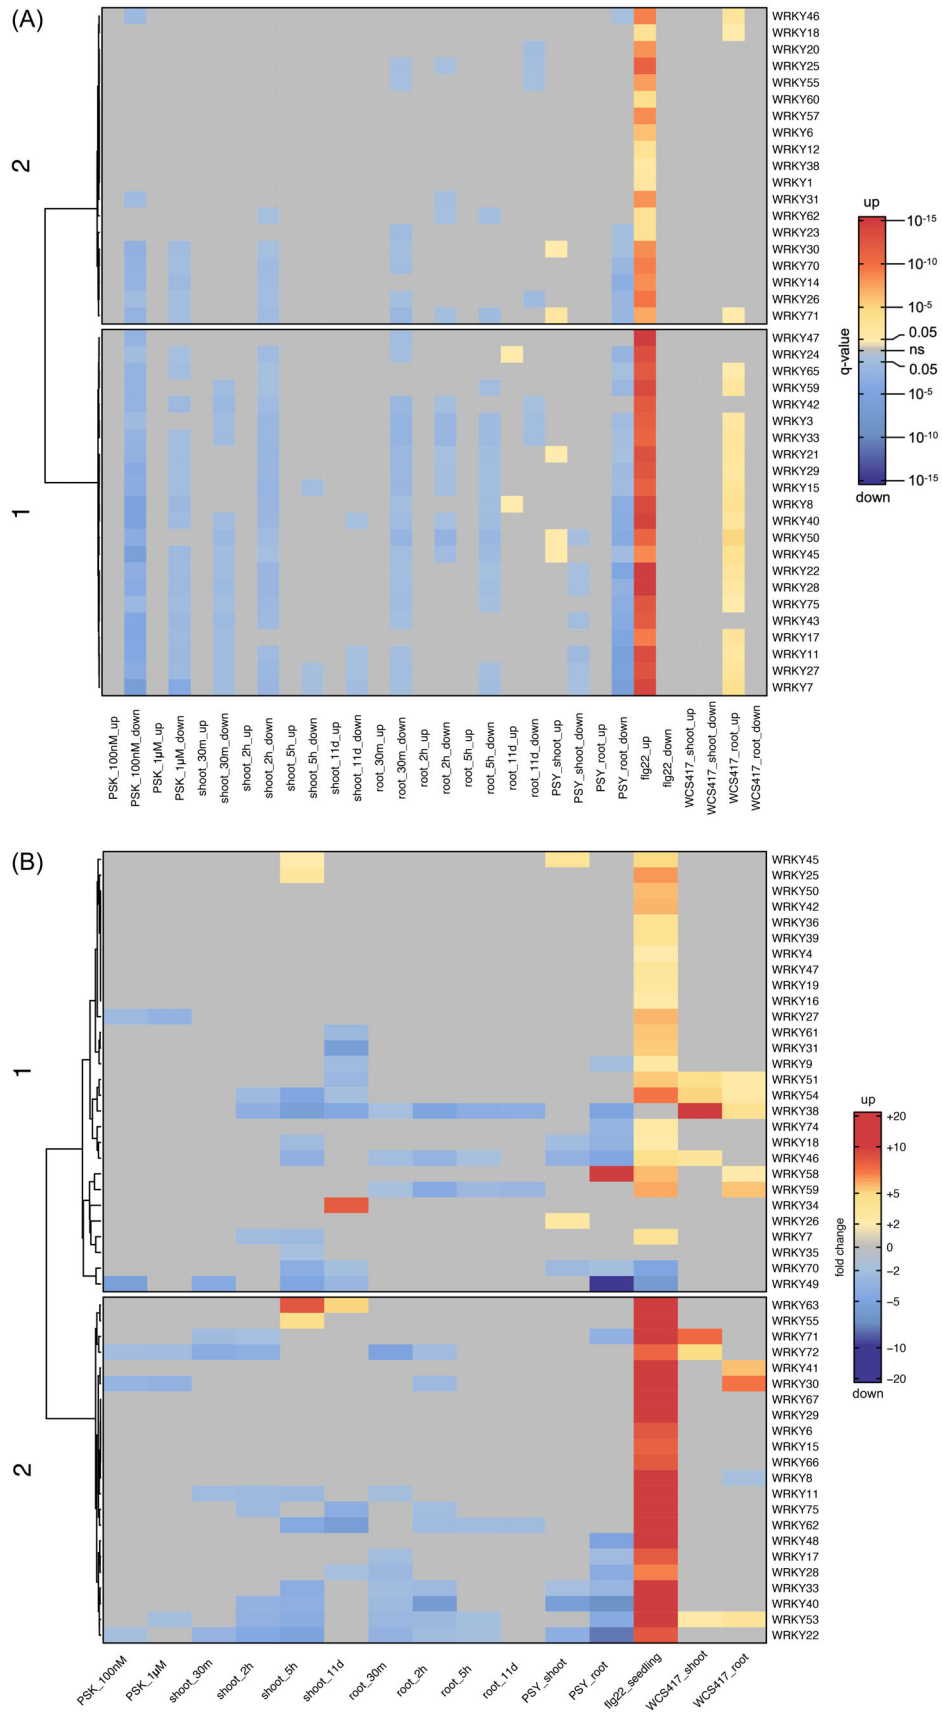 (A)
WRKY46
WRKY18
WRKY20
WRKY25
WRKY55
WRKY60
WRKY57
WRKY6
WRKY12
WRKY38
WRKY1
WRKY31
WRKY62
WRKY23
WRKY30
WRKY70
WRKY14
WRKY26
WRKY71
2
WRKY47
WRKY24
WRKY65
WRKY59
WRKY42
WRKY3
WRKY33
WRKY21
WRKY29
WRKY15
WRKY8
WRKY40
WRKY50
WRKY45
WRKY22
WRKY28
WRKY75
WRKY43
WRKY17
WRKY11
WRKY27
WRKY7
1
up
10-15
10-10
10-5
0.05
ns
0.05
10-5
10-10
10-15
down
q-value
PSK_100nM_up
PSK_100nM_down
PSK_1µM_up
PSK_1µM_down
shoot_30m_up
shoot_30m_down
shoot_2h_up
shoot_2h_down
shoot_5h_up
shoot_5h_down
shoot_11d_up
shoot_11d_down
root_30m_up
root_30m_down
root_2h_up
root_2h_down
root_5h_up
root_5h_down
root_11d_up
root_11d_down
PSY_shoot_up
PSY_shoot_down
PSY_root_up
PSY_root_down
flg22_up
flg22_down
WCS417_shoot_up
WCS417_shoot_down
WCS417_root_up
WCS417_root_down
(B)
WRKY45
WRKY25
WRKY50
WRKY42
WRKY36
WRKY39
WRKY4
WRKY47
WRKY19
WRKY16
WRKY27
WRKY61
WRKY31
WRKY9
WRKY51
WRKY54
WRKY38
WRKY74
WRKY18
WRKY46
WRKY58
WRKY59
WRKY34
WRKY26
WRKY7
WRKY35
WRKY70
WRKY49
1
WRKY63
WRKY55
WRKY71
WRKY72
WRKY41
WRKY30
WRKY67
WRKY29
WRKY6
WRKY15
WRKY66
WRKY8
WRKY11
WRKY75
WRKY62
WRKY48
WRKY17
WRKY28
WRKY33
WRKY40
WRKY53
WRKY22
2
up
+20
+10
+5
+2
0
−2
−5
−10
−20
down
fold change
PSK_100nM
PSK_1µM
shoot_30m
shoot_2h
shoot_5h
shoot_11d
root_30m
root_2h
root_5h
root_11d
PSY_shoot
PSY_root
flg22_seedling
WCS417_shoot
WCS417_root